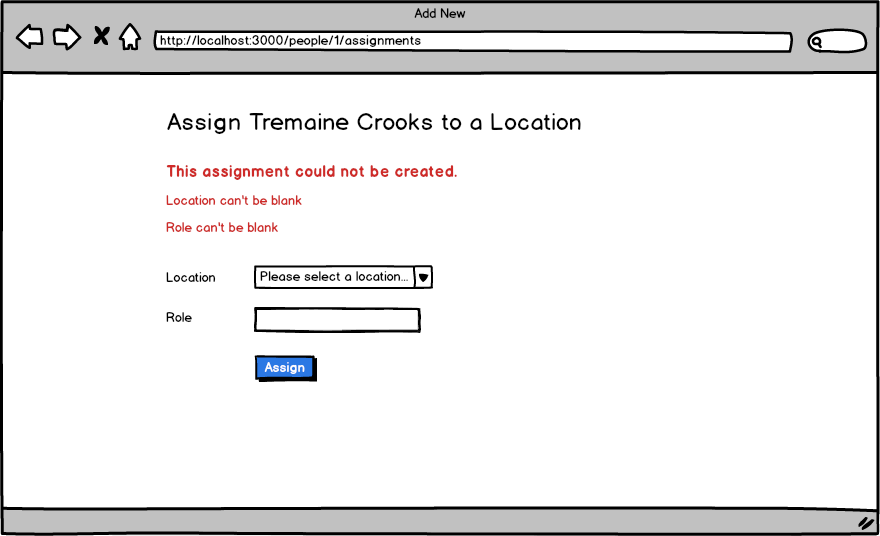 Add New
http://localhost:3000/people/1/assignments
Assign Tremaine Crooks to a Location
This assignment could not be created.
Location can't be blank
Role can't be blank
Location Please select a location...
Role
Assign